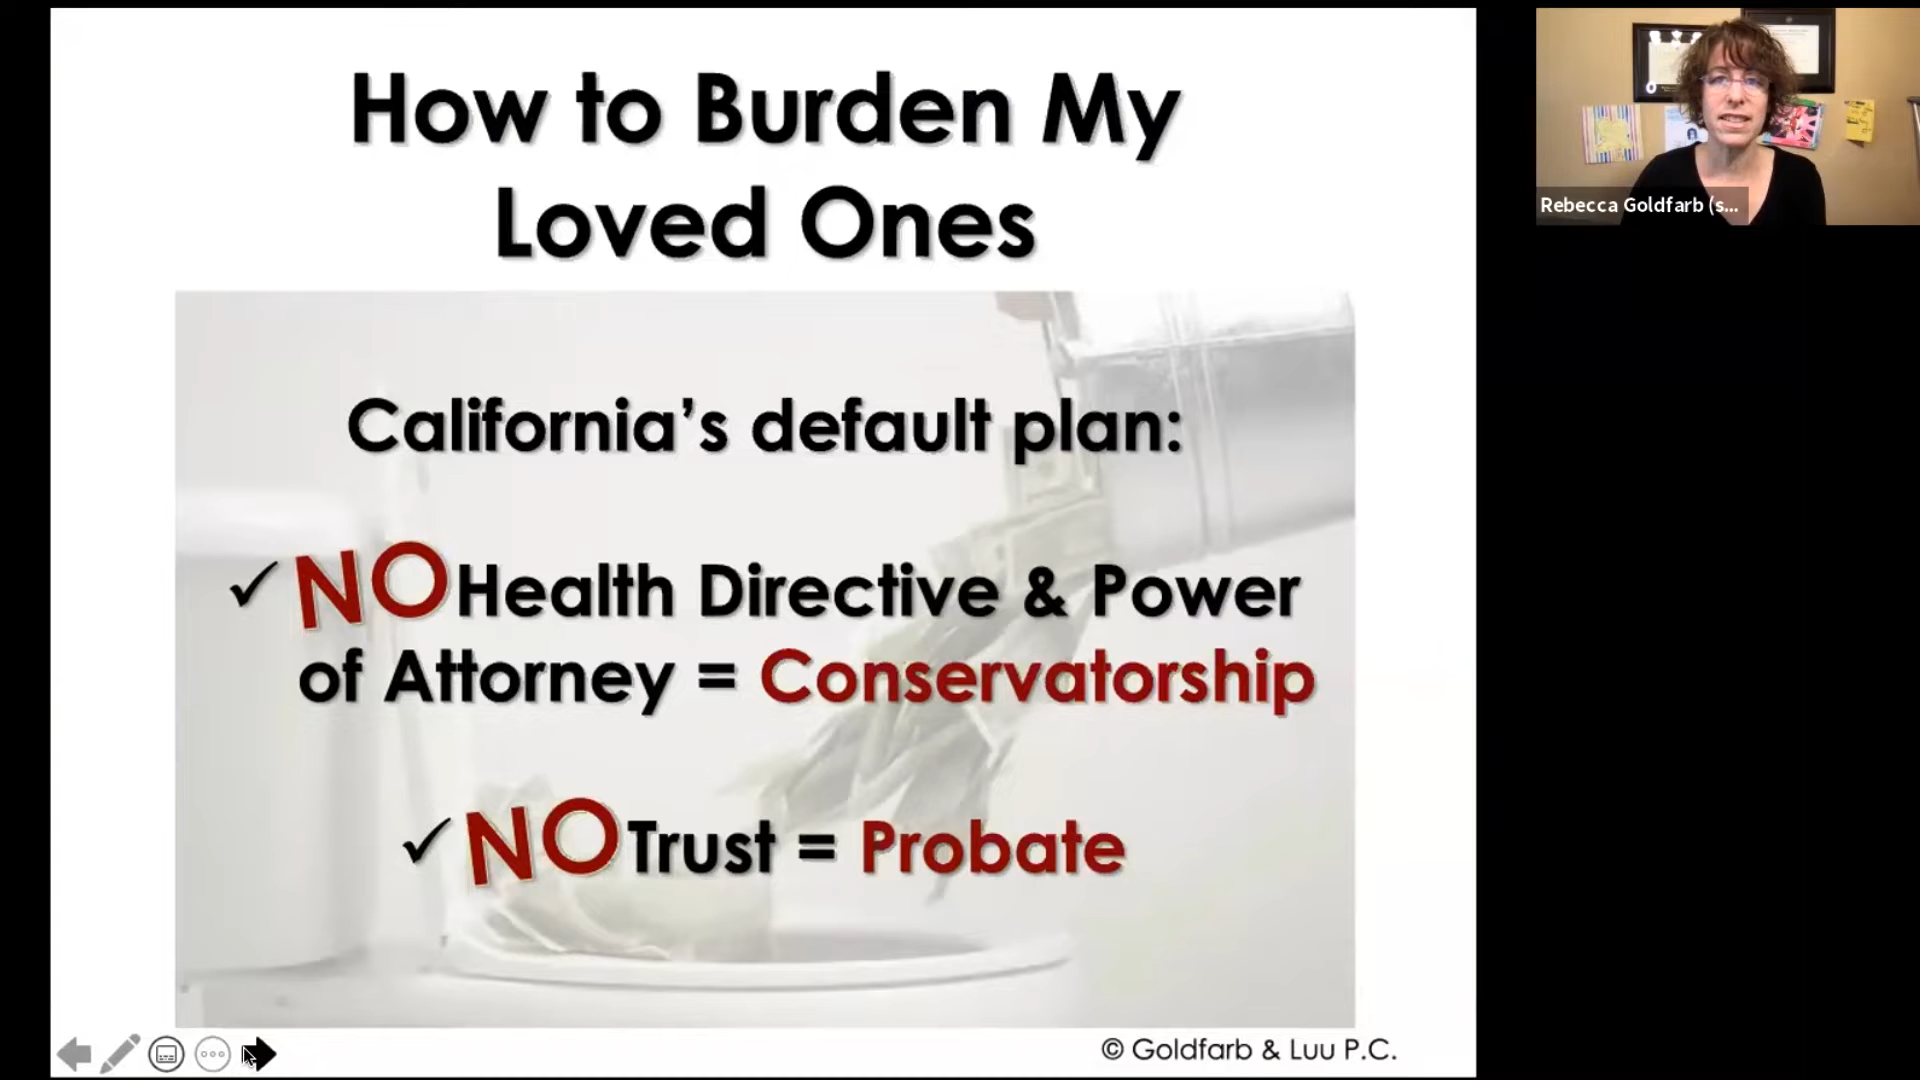 How to Burden My
Loved Ones
California's default plan:
✓ NO Health Directive & Power
of Attorney = Conservatorship
✓ NO Trust = Probate
© Goldfarb & Luu P.C.
Rebecca Goldfarb (s...